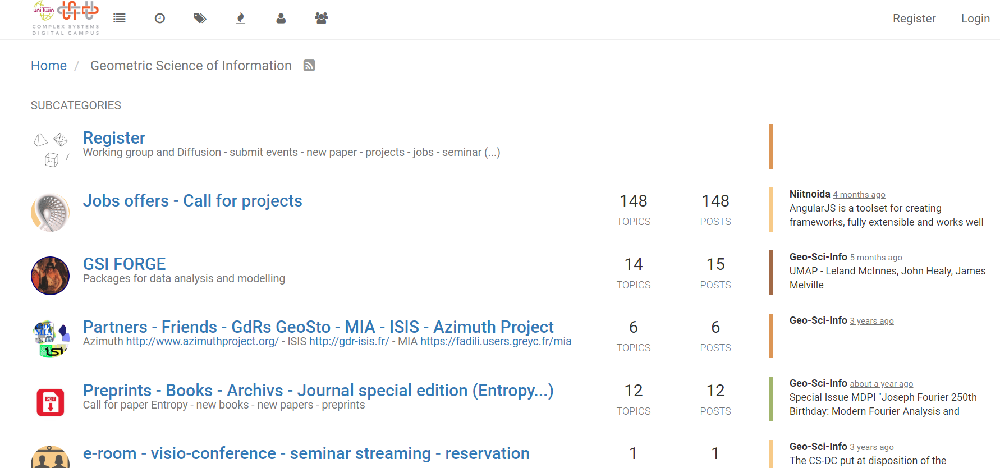 uniTwin
COMPLEX SYSTEMS
DIGITAL CAMPUS
Register
Login
Home / Geometric Science of Information
SUBCATEGORIES
Register
Working group and Diffusion - submit events - new paper - projects - jobs - seminar (...)
Jobs offers - Call for projects
148
TOPICS
148
POSTS
Niitnoida 4 months ago
AngularJS is a toolset for creating
frameworks, fully extensible and works well
GSI FORGE
Packages for data analysis and modelling
14
TOPICS
15
POSTS
Geo-Sci-Info 5 months ago
UMAP - Leland McInnes, John Healy, James
Melville
MIA
isi
Partners - Friends - GdRs GeoSto - MIA - ISIS - Azimuth Project
Azimuth http://www.azimuthproject.org/ - ISIS http://gdr-isis.fr/ - MIA https://fadili.users.greyc.fr/mia
6
TOPICS
6
POSTS
Geo-Sci-Info 3 years ago
PDF
Preprints - Books - Archivs - Journal special edition (Entropy...)
Call for paper Entropy - new books - new papers - preprints
12
TOPICS
12
POSTS
Geo-Sci-Info about a year ago
Special Issue MDPI "Joseph Fourier 250th
Birthday: Modern Fourier Analysis and
e-room - visio-conference - seminar streaming - reservation
1
1
Geo-Sci-Info 3 years ago
The CS-DC put at disposition of the